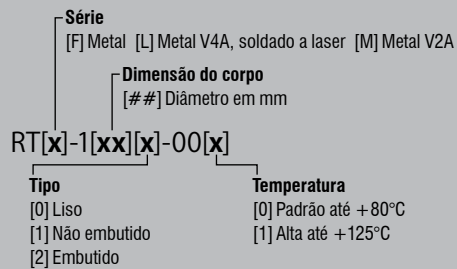 Série
[F] Metal [L] Metal V4A, soldado a laser [M] Metal V2A
Dimensão do corpo
[##] Diâmetro em mm
RT[x]-1[xx][x]-00[x]
Tipo
[0] Liso
[1] Não embutido
[2] Embutido
Temperatura
[0] Padrão até +80°C
[1] Alta até +125°C